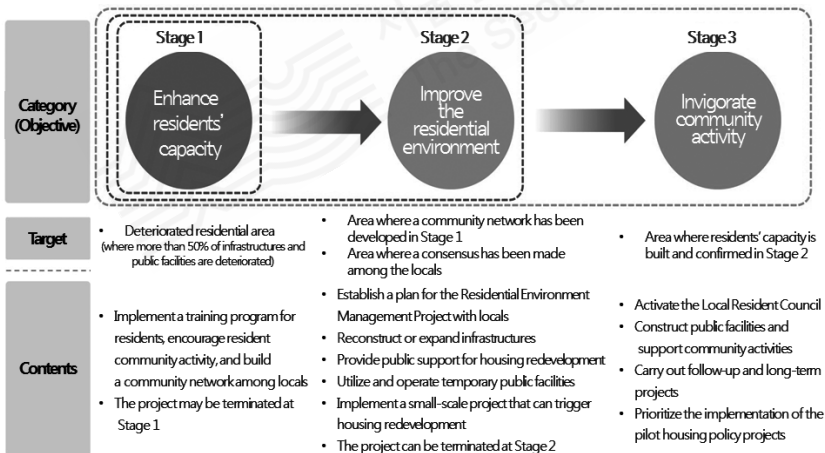 Category
(Objective)
Stage 1
Enhance
residents'
capacity
Stage 2
Improve
the
residential
environment
Stage 3
Invigorate
community
activity
Target
• Deteriorated residential area
(where more than 50% of infrastructures and
public facilities are deteriorated)
• Area where a community network has been
developed in Stage 1
• Area where a consensus has been made
among the locals
• Area where residents' capacity is
built and confirmed in Stage 2
Contents
• Implement a training program for
residents, encourage resident
community activity, and build
a community network among locals
• The project may be terminated at
Stage 1
• Establish a plan for the Residential Environment
Management Project with locals
• Reconstruct or expand infrastructures
• Provide public support for housing redevelopment
• Utilize and operate temporary public facilities
• Implement a small-scale project that can trigger
housing redevelopment
• The project can be terminated at Stage 2
• Activate the Local Resident Council
• Construct public facilities and
support community activities
• Carry out follow-up and long-term
projects
• Prioritize the implementation of the
pilot housing policy projects